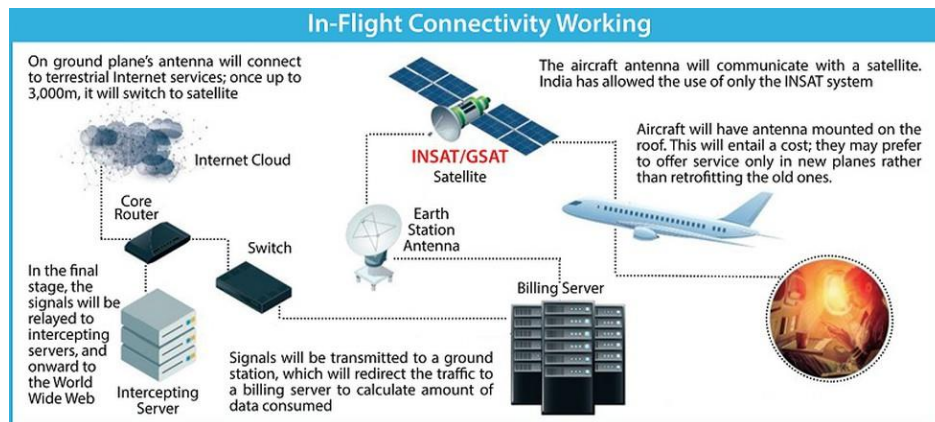 In-Flight Connectivity Working
On ground plane's antenna will connect
to terrestrial Internet services; once up to
3,000m, it will switch to satellite
The aircraft antenna will communicate with a satellite.
India has allowed the use of only the INSAT system
Aircraft will have antenna mounted on the
roof. This will entail a cost; they may prefer
to offer service only in new planes rather
than retrofitting the old ones.
Internet Cloud
INSAT/GSAT
Satellite
Core
Router
Earth
Station
Antenna
Switch
In the final
stage, the
signals will be
relayed to
intercepting
servers, and
onward to
the World
Wide Web
Billing Server
Intercepting
Server
Signals will be transmitted to a ground
station, which will redirect the traffic to
a billing server to calculate amount of
data consumed